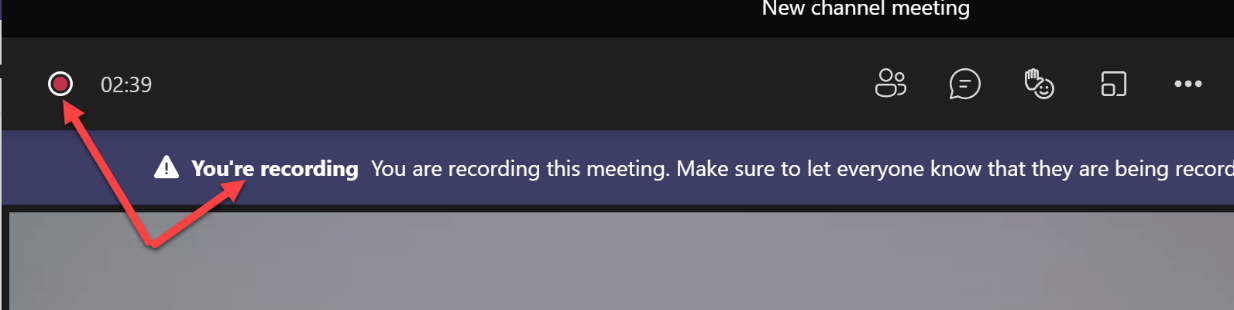 New channel meeting
02:39
You're recording You are recording this meeting. Make sure to let everyone know that they are being record